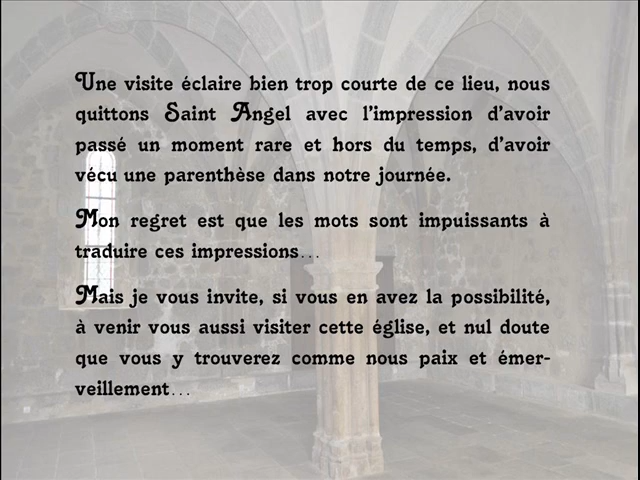 Une visite éclaire bien trop courte de ce lieu, nous
quittons Saint Angel avec l'impression d'avoir
passé un moment rare et hors du temps, d'avoir
vécu une parenthèse dans notre journée.
Mon regret est que les mots sont impuissants à
traduire ces impressions...
Mais je vous invite, si vous en avez la possibilité,
à venir vous aussi visiter cette église, et nul doute
que vous y trouverez comme nous paix et émer-
veillement...